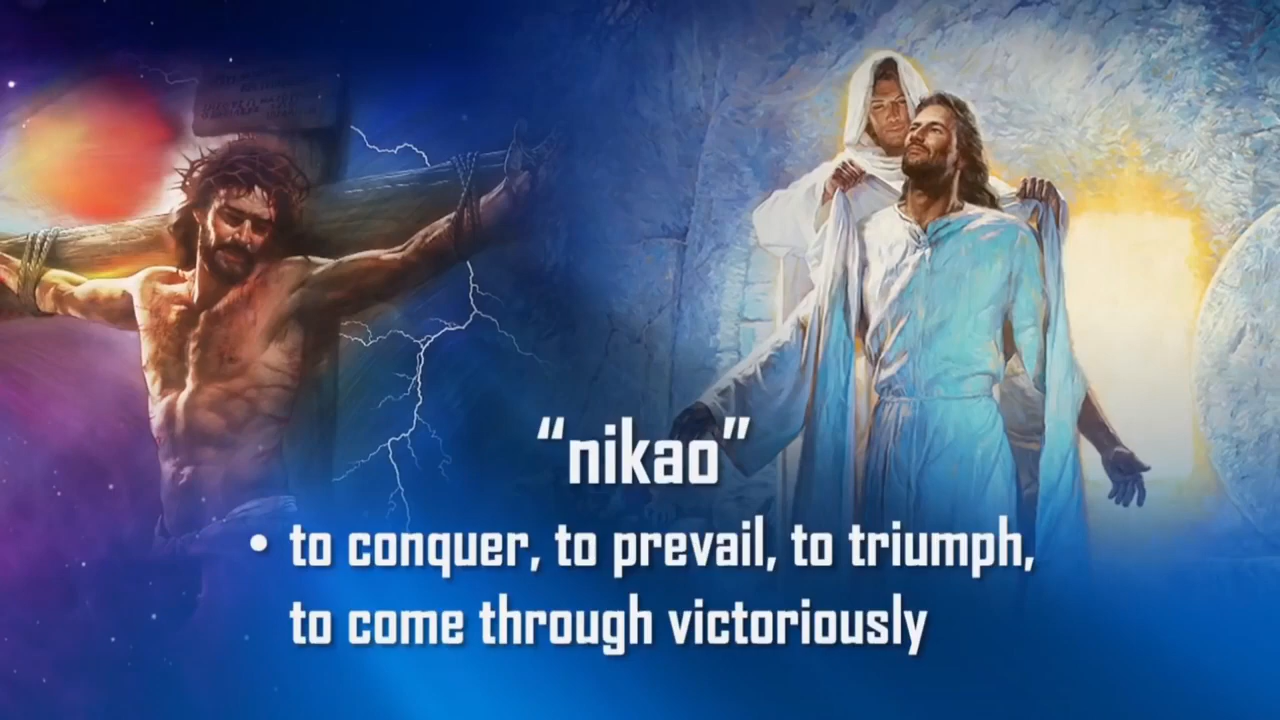 “nikao”
• to conquer, to prevail, to triumph,
to come through victoriously